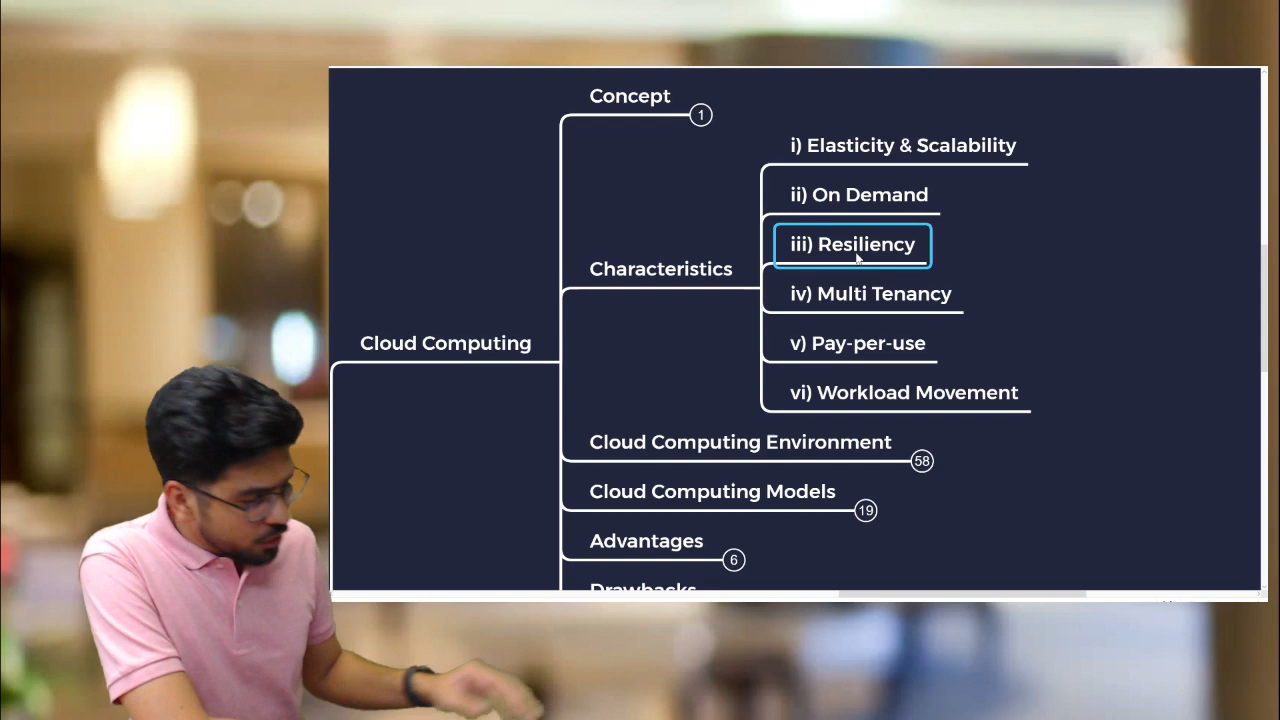 Concept
1
i) Elasticity & Scalability
ii) On Demand
iii) Resiliency
Characteristics
iv) Multi Tenancy
Cloud Computing
v) Pay-per-use
vi) Workload Movement
Cloud Computing Environment
58
Cloud Computing Models
19
Advantages
6
Drawbacks